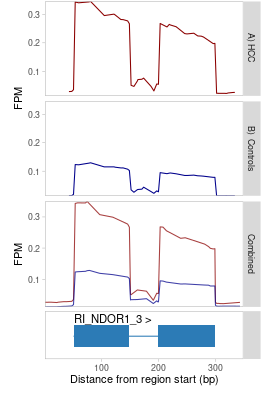 0.3
0.2
0.1
A) HCC
FPM
0.3
0.2
0.1
B) Controls
0.3
0.2
0.1
Combined
FPM
RI_NDOR1_3 >
100
200
300
Distance from region start (bp)